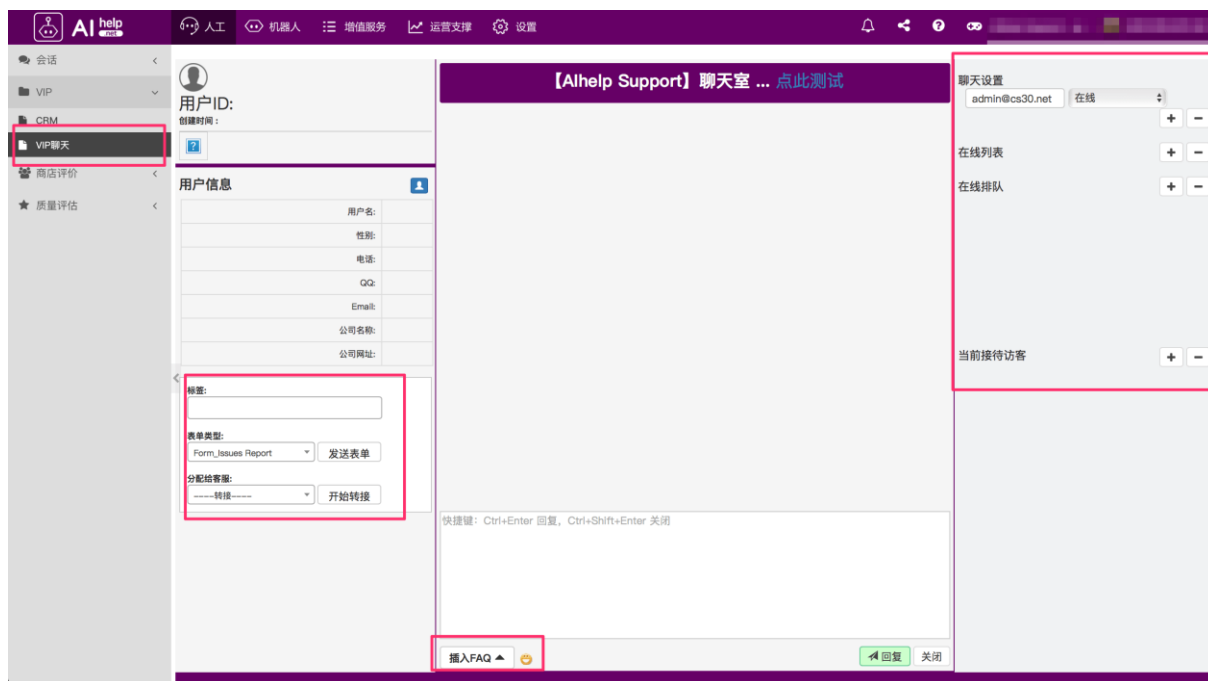 AI help .net 人工 机器人 增值服务 运营支撑 设置
会话
VIP
CRM
VIP聊天
商店评价
质量评估
用户ID:
创建时间：
用户信息
用户名:
性别:
电话:
QQ:
Email:
公司名称:
公司网址:
标签:
表单类型:
Form_Issues Report 发送表单
分配给客服:
----转接---- 开始转接
【AIhelp Support】聊天室 ... 点此测试
快捷键：Ctrl+Enter 回复，Ctrl+Shift+Enter 关闭
插入FAQ 回复 关闭
聊天设置
admin@cs30.net 在线
+ −
在线列表 + −
在线排队 + −
当前接待访客 + −